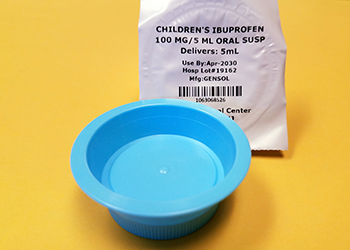 CHILDREN'S IBUPROFEN
100 MG/5 ML ORAL SUSP
Delivers: 5mL
Use By:Apr-2030
Hosp Lot#19162
Mfg:GENSOL
1063068526
Center